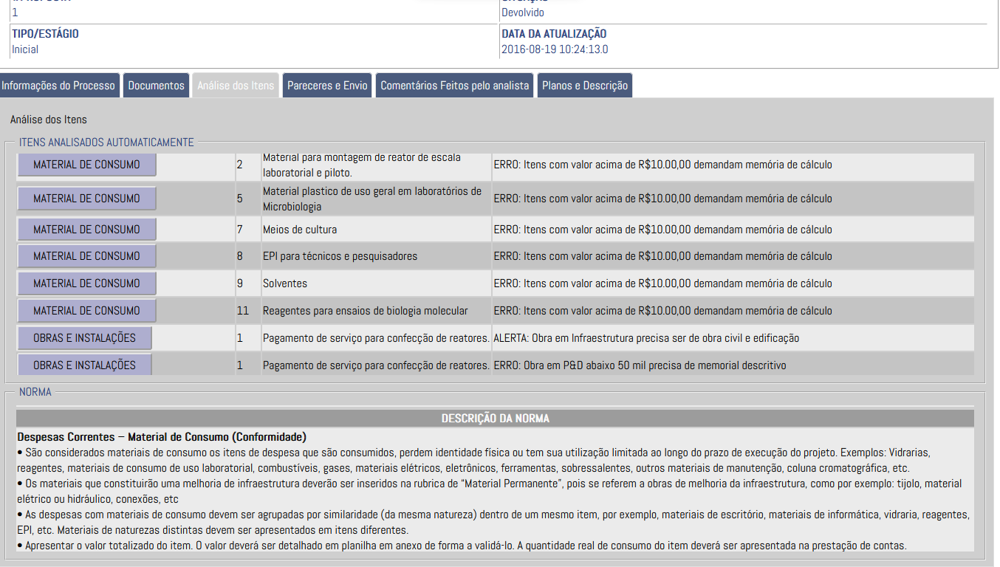 1
Devolvido
TIPO/ESTÁGIO
DATA DA ATUALIZAÇÃO
Inicial
2016-08-19 10:24:13.0
Informações do Processo
Documentos
Análise dos Itens
Pareceres e Envio
Comentários Feitos pelo analista
Planos e Descrição
Análise dos Itens
ITENS ANALISADOS AUTOMATICAMENTE
MATERIAL DE CONSUMO 2 Material para montagem de reator de escala
laboratorial e piloto. ERRO: Itens com valor acima de R$10.00,00 demandam memória de cálculo
MATERIAL DE CONSUMO 5 Material plastico de uso geral em laboratórios de
Microbiologia ERRO: Itens com valor acima de R$10.00,00 demandam memória de cálculo
MATERIAL DE CONSUMO 7 Meios de cultura ERRO: Itens com valor acima de R$10.00,00 demandam memória de cálculo
MATERIAL DE CONSUMO 8 EPI para técnicos e pesquisadores ERRO: Itens com valor acima de R$10.00,00 demandam memória de cálculo
MATERIAL DE CONSUMO 9 Solventes ERRO: Itens com valor acima de R$10.00,00 demandam memória de cálculo
MATERIAL DE CONSUMO 11 Reagentes para ensaios de biologia molecular ERRO: Itens com valor acima de R$10.00,00 demandam memória de cálculo
OBRAS E INSTALAÇÕES 1 Pagamento de serviço para confecção de reatores. ALERTA: Obra em Infraestrutura precisa ser de obra civil e edificação
OBRAS E INSTALAÇÕES 1 Pagamento de serviço para confecção de reatores. ERRO: Obra em P&D abaixo 50 mil precisa de memorial descritivo
NORMA
DESCRIÇÃO DA NORMA
Despesas Correntes – Material de Consumo (Conformidade)
• São considerados materiais de consumo os itens de despesa que são consumidos, perdem identidade física ou tem sua utilização limitada ao longo do prazo de execução do projeto. Exemplos: Vidrarias,
reagentes, materiais de consumo de uso laboratorial, combustíveis, gases, materiais elétricos, eletrônicos, ferramentas, sobressalentes, outros materiais de manutenção, coluna cromatográfica, etc.
• Os materiais que constituirão uma melhoria de infraestrutura deverão ser inseridos na rubrica de “Material Permanente”, pois se referem a obras de melhoria da infraestrutura, como por exemplo: tijolo, material
elétrico ou hidráulico, conexões, etc
• As despesas com materiais de consumo devem ser agrupadas por similaridade (da mesma natureza) dentro de um mesmo item, por exemplo, materiais de escritório, materiais de informática, vidraria, reagentes,
EPI, etc. Materiais de naturezas distintas devem ser apresentados em itens diferentes.
• Apresentar o valor totalizado do item. O valor deverá ser detalhado em planilha em anexo de forma a validá-lo. A quantidade real de consumo do item deverá ser apresentada na prestação de contas.